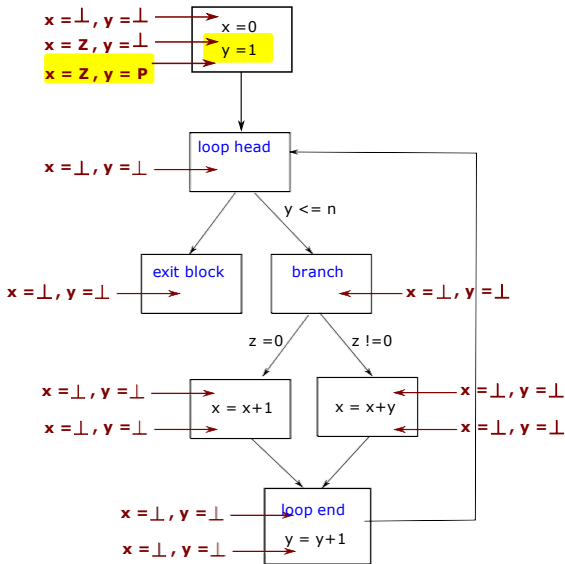 x = ⊥ , y = ⊥
x = 0
x = Z , y = ⊥
y = 1
x = Z , y = P
loop head
x = ⊥ , y = ⊥
y <= n
exit block
branch
x = ⊥ , y = ⊥
x = ⊥ , y = ⊥
z =0
z !=0
x = ⊥ , y = ⊥
x = ⊥ , y = ⊥
x = x+1
x = x+y
x = ⊥ , y = ⊥
x = ⊥ , y = ⊥
loop end
x = ⊥ , y = ⊥
y = y+1
x = ⊥ , y = ⊥